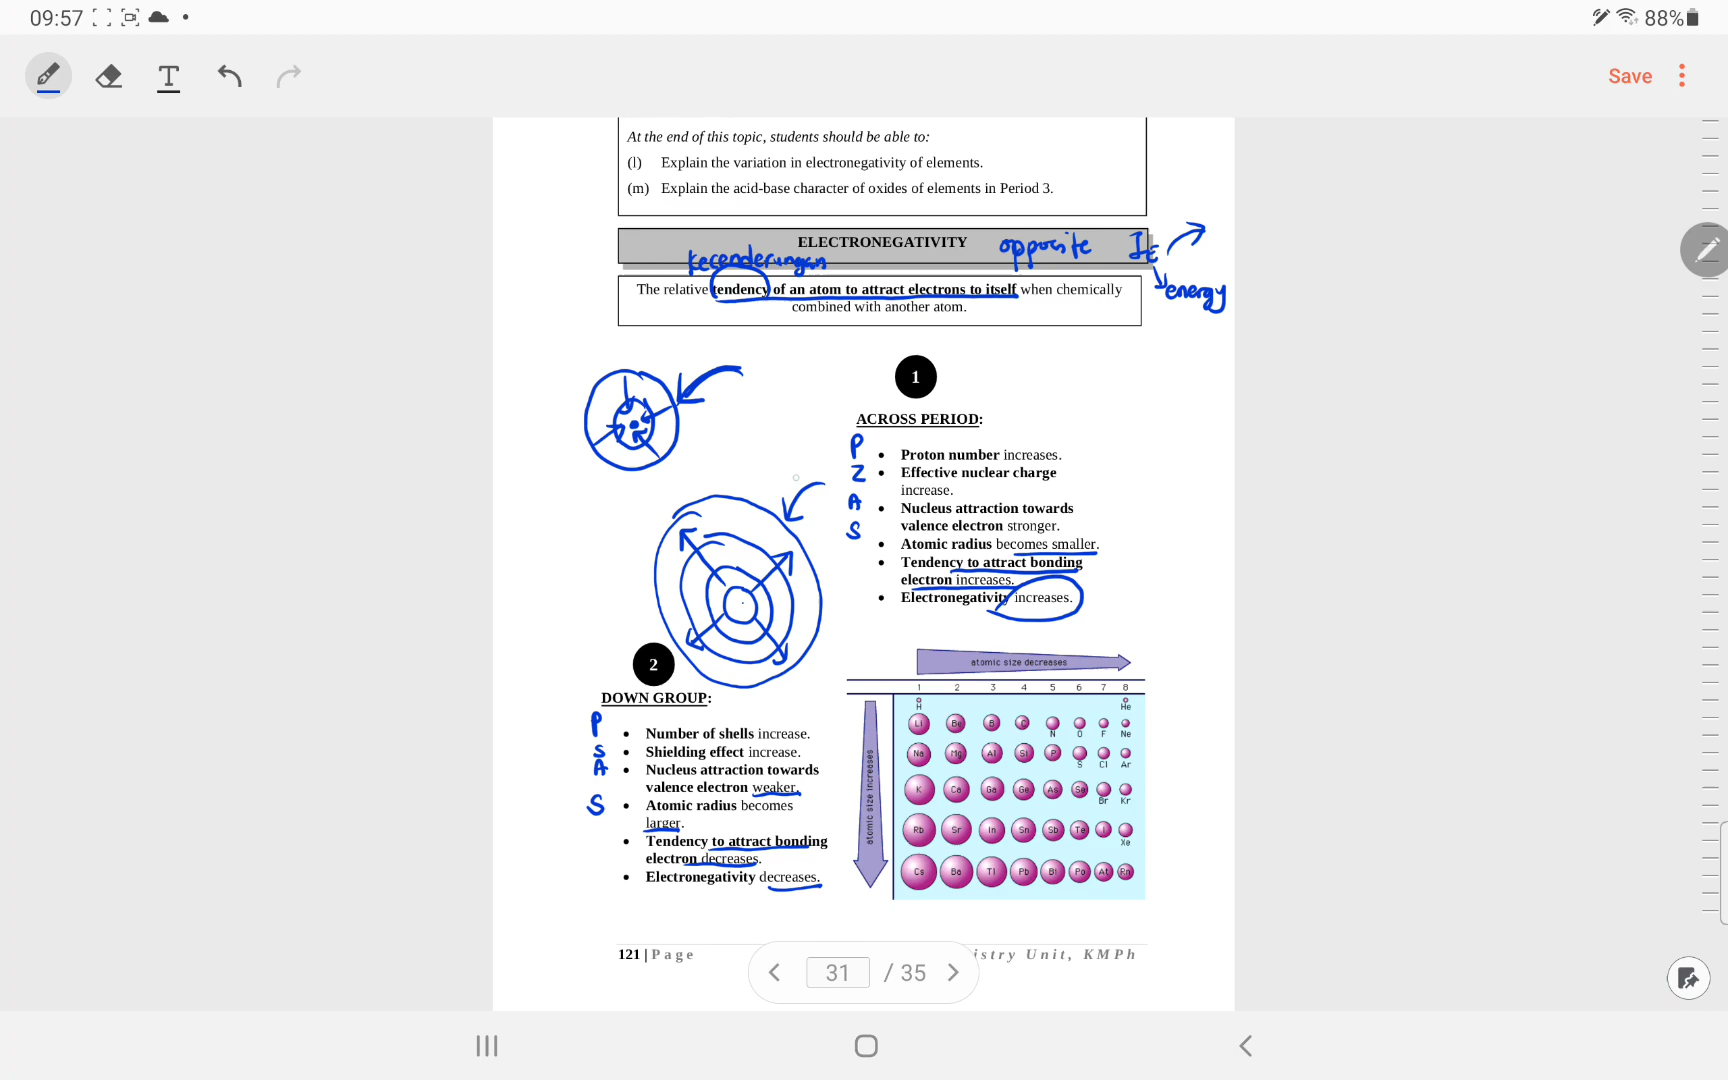 09:57
88%
Save
At the end of this topic, students should be able to:
(l) Explain the variation in electronegativity of elements.
(m) Explain the acid-base character of oxides of elements in Period 3.
ELECTRONEGATIVITY
opposite IE
kecenderungan
energy
The relative tendency of an atom to attract electrons to itself when chemically
combined with another atom.
1
ACROSS PERIOD:
P • Proton number increases.
Z • Effective nuclear charge
increase.
A • Nucleus attraction towards
valence electron stronger.
S • Atomic radius becomes smaller.
• Tendency to attract bonding
electron increases.
• Electronegativity increases.
2
DOWN GROUP:
P • Number of shells increase.
S • Shielding effect increase.
A • Nucleus attraction towards
valence electron weaker.
S • Atomic radius becomes
larger.
• Tendency to attract bonding
electron decreases.
• Electronegativity decreases.
atomic size decreases
1 2 3 4 5 6 7 8
atomic size increases
H He
Li Be B C N O F Ne
Na Mg Al Si P S Cl Ar
K Ca Ga Ge As Se Br Kr
Rb Sr In Sn Sb Te I Xe
Cs Ba Tl Pb Bi Po At Rn
121 | Page
istry Unit, KMPh
31 / 35